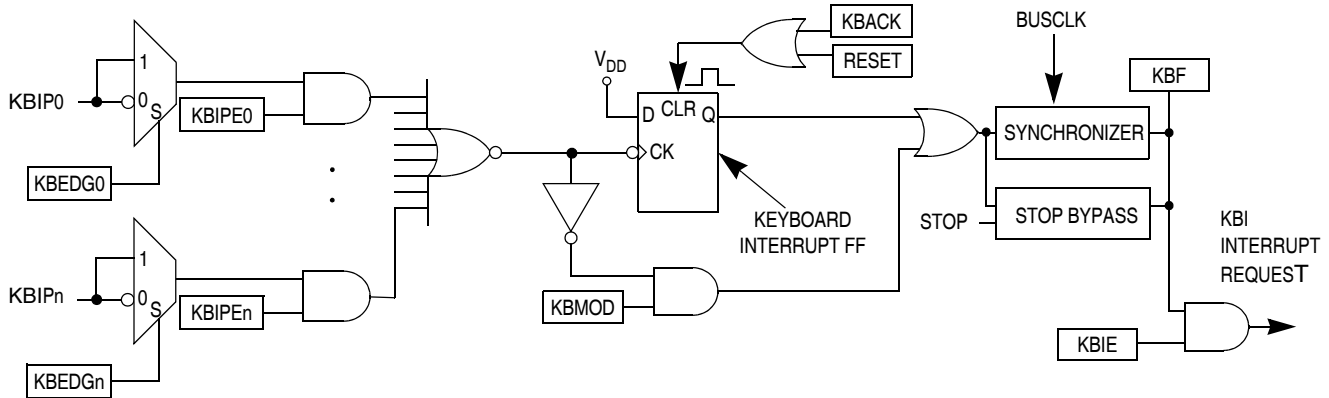 KBACK
BUSCLK
RESET
VDD
KBF
1
KBIP0
0
S
KBIPE0
D CLR Q
SYNCHRONIZER
CK
KBEDG0
KEYBOARD
INTERRUPT FF
STOP
STOP BYPASS
KBI
INTERRUPT
REQUEST
1
KBIPn
0
S
KBIPEn
KBMOD
KBIE
KBEDGn